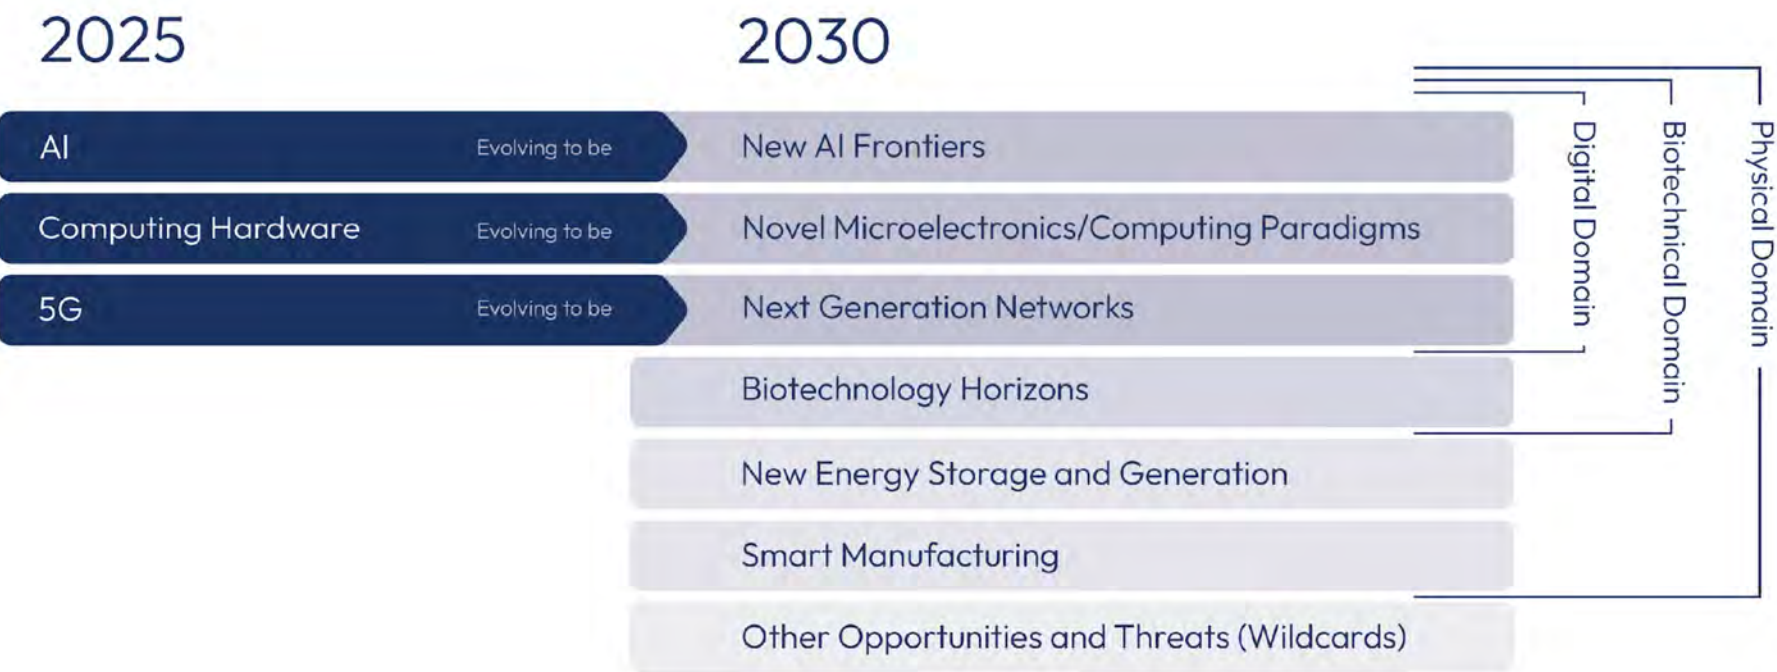 2025
2030
AI
Evolving to be
New AI Frontiers
Computing Hardware
Evolving to be
Novel Microelectronics/Computing Paradigms
5G
Evolving to be
Next Generation Networks
Biotechnology Horizons
New Energy Storage and Generation
Smart Manufacturing
Other Opportunities and Threats (Wildcards)
Digital Domain
Biotechnical Domain
Physical Domain